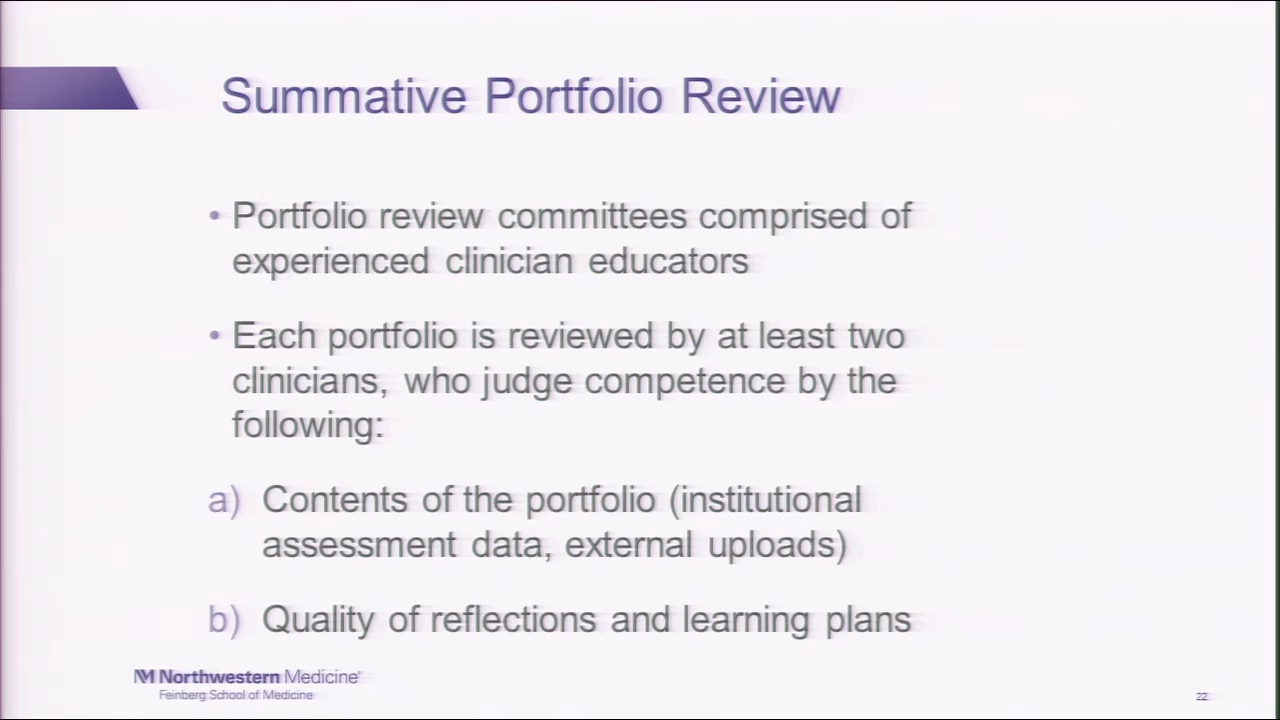 Summative Portfolio Review
• Portfolio review committees comprised of
experienced clinician educators
• Each portfolio is reviewed by at least two
clinicians, who judge competence by the
following:
a) Contents of the portfolio (institutional
assessment data, external uploads)
b) Quality of reflections and learning plans
NM Northwestern Medicine®
Feinberg School of Medicine
22